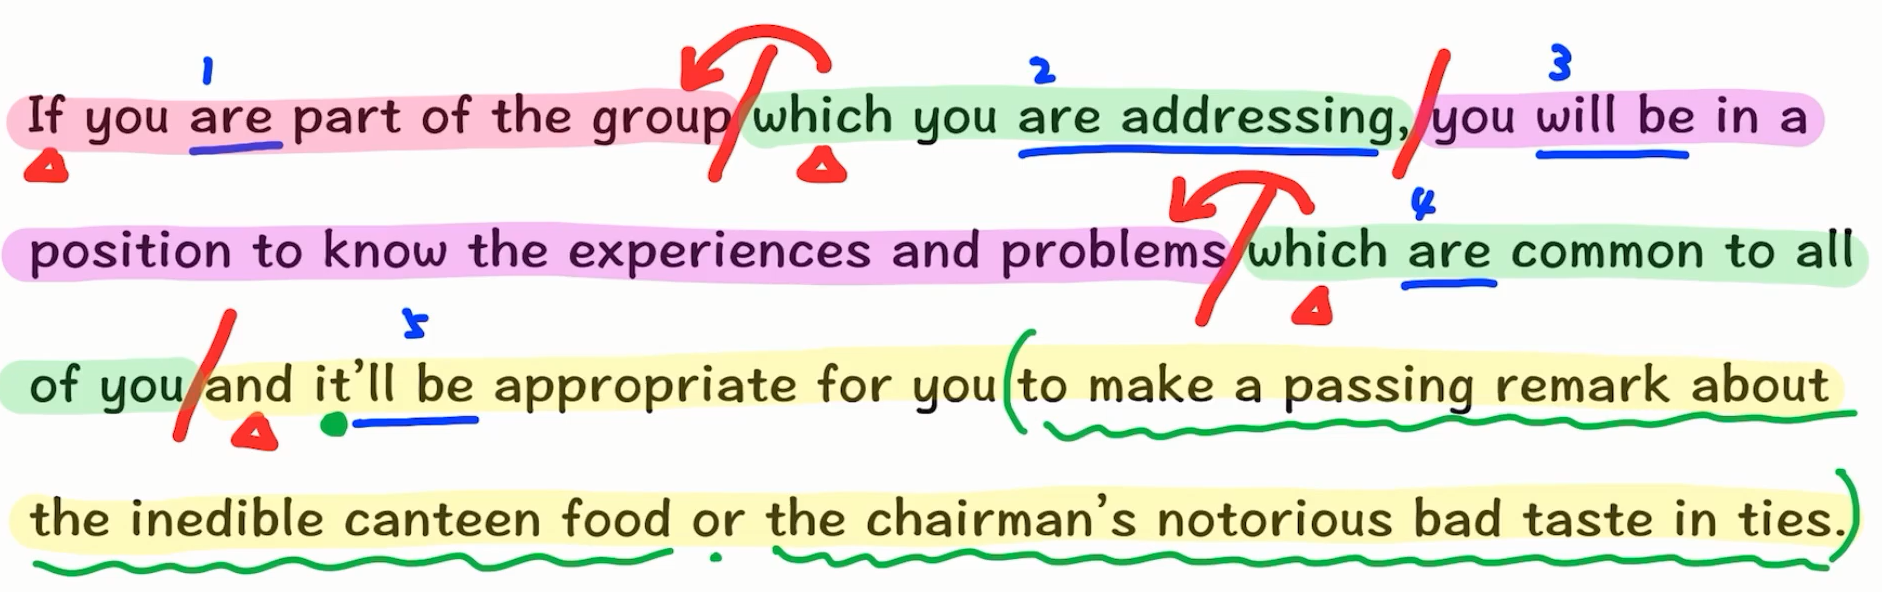 1 2 3
If you are part of the group which you are addressing, you will be in a
4
position to know the experiences and problems which are common to all
5
of you and it'll be appropriate for you (to make a passing remark about
the inedible canteen food or the chairman's notorious bad taste in ties.)